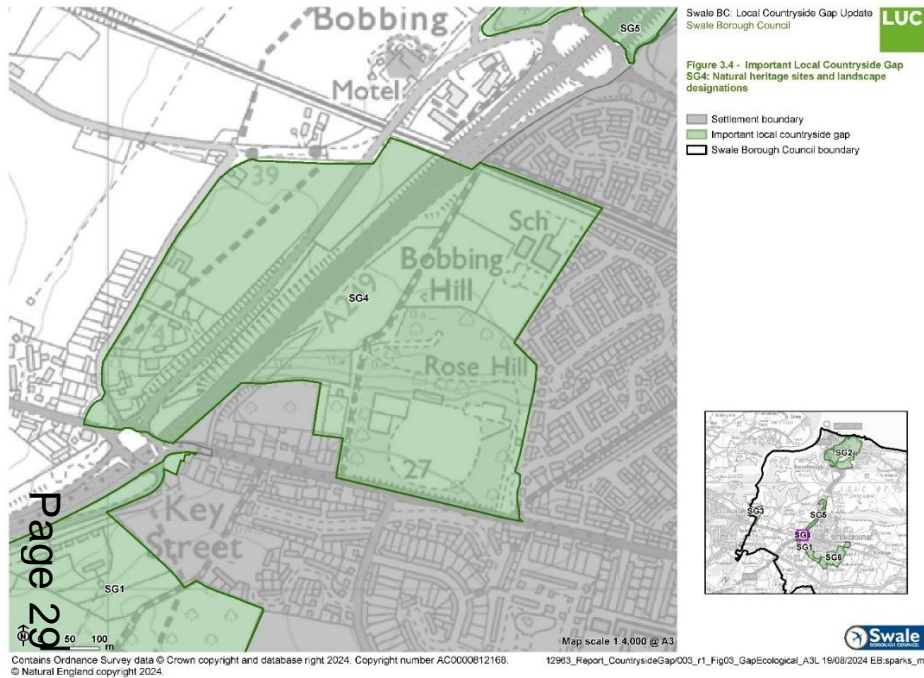 Bobbing
Motel
SG5
39
Sch
Bobbing
Hill
SG4
A249
41
Rose Hill
27
Key
Street
SG1
Page 29
N
50 100
m
Map scale 1:4,000 @ A3
Swale BC: Local Countryside Gap Update
Swale Borough Council
LUC
Figure 3.4 - Important Local Countryside Gap
SG4: Natural heritage sites and landscape
designations
Settlement boundary
Important local countryside gap
Swale Borough Council boundary
SG2
SG3
SG5
SG4
SG1
SG6
Swale
BOROUGH COUNCIL
Contains Ordnance Survey data © Crown copyright and database right 2024. Copyright number AC0000812168.
© Natural England copyright 2024.
12963_Report_CountrysideGap/003_r1_Fig03_GapEcological_A3L 19/08/2024 EB:sparks_m